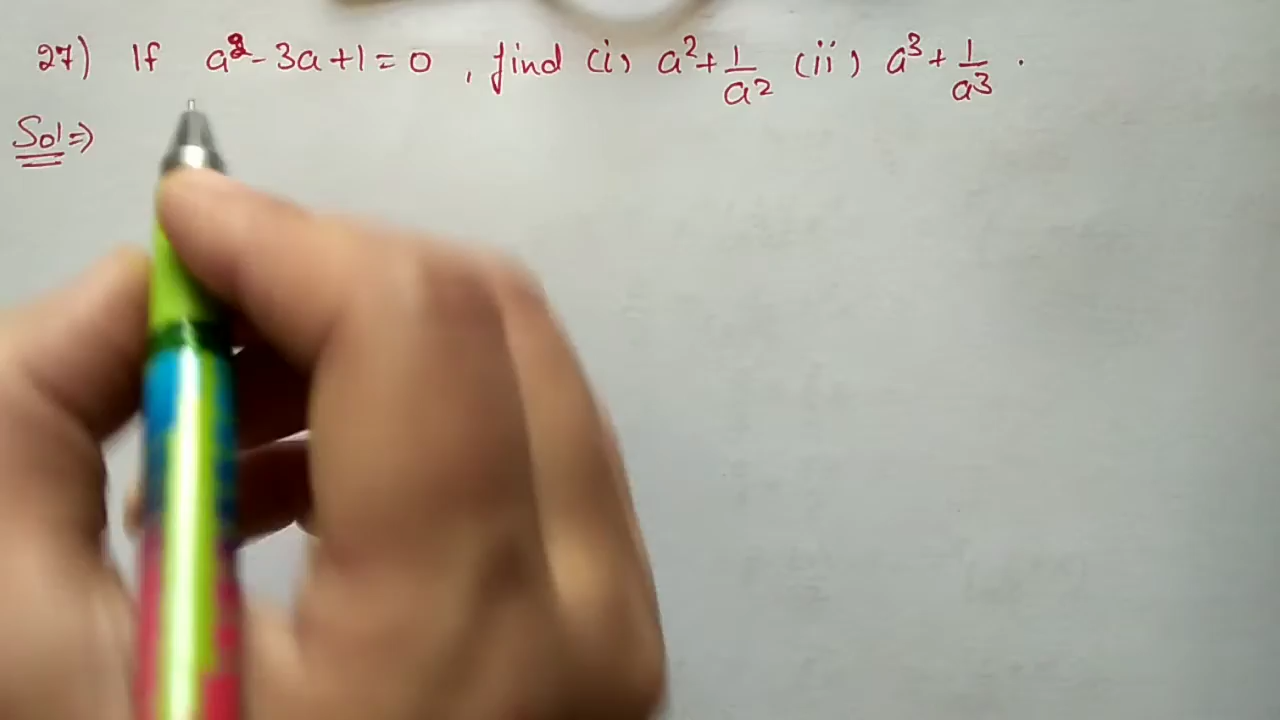 27) If a² - 3a + 1 = 0 , find (i) a² + 1/a² (ii) a³ + 1/a³ .
Sol ⇒